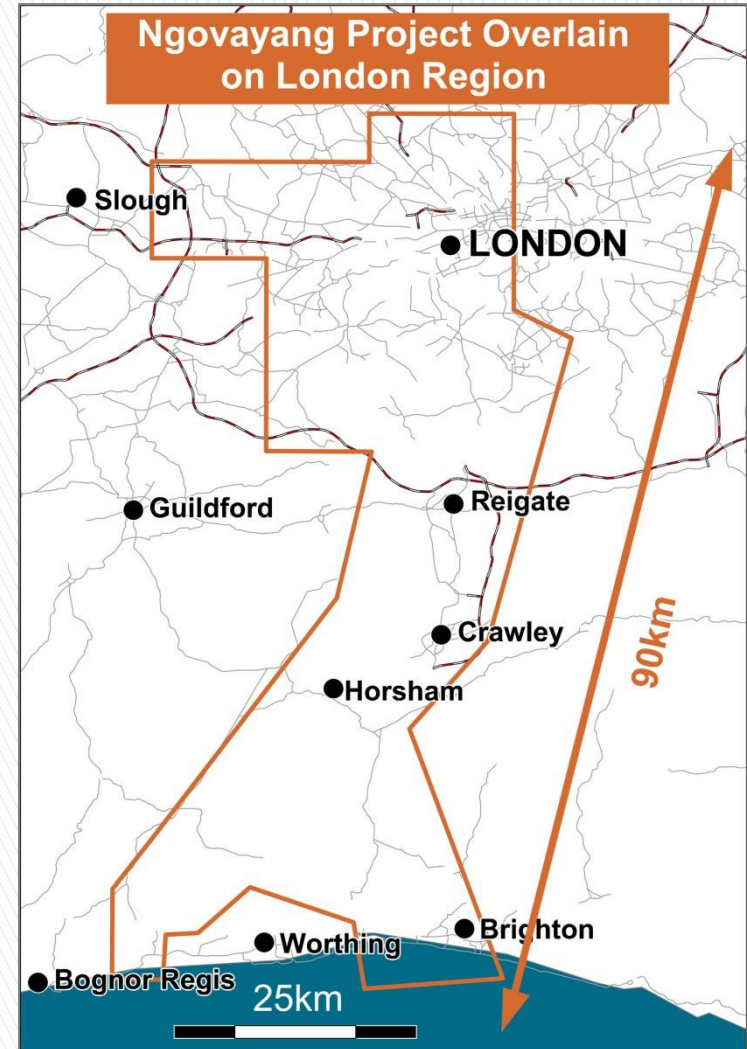 Ngovayang Project Overlain
on London Region
Slough
LONDON
Guildford
Reigate
Crawley
90km
Horsham
Brighton
Worthing
Bognor Regis
25km